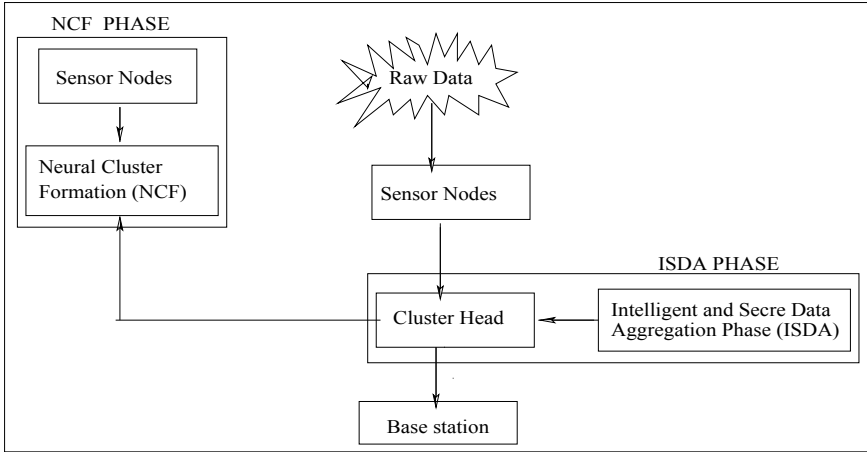 NCF PHASE
Sensor Nodes
Neural Cluster
Formation (NCF)
Raw Data
Sensor Nodes
ISDA PHASE
Cluster Head
Intelligent and Secre Data
Aggregation Phase (ISDA)
Base station